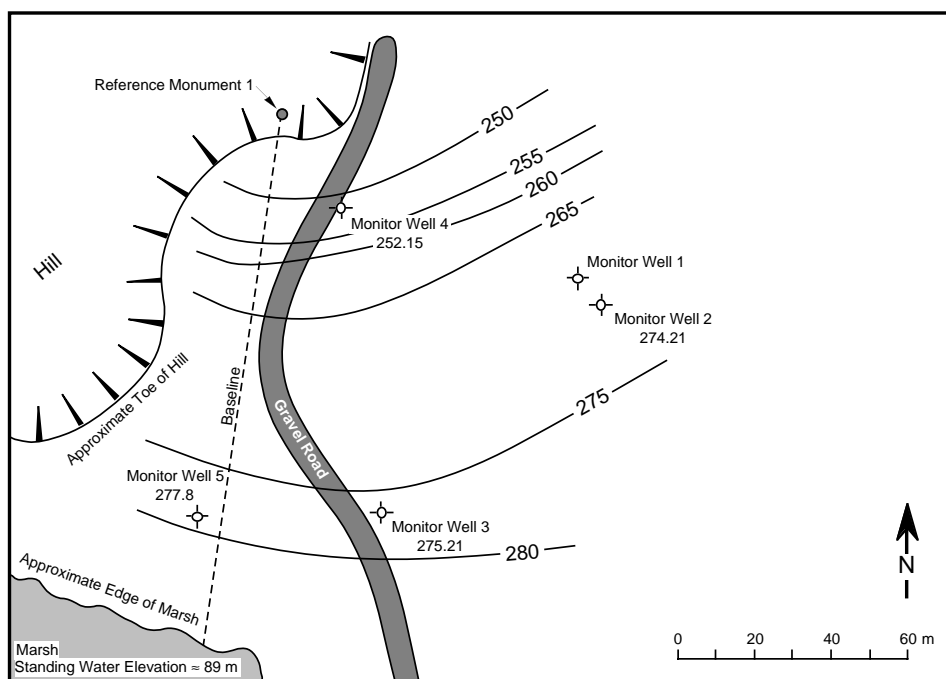 Reference Monument 1
250
255
260
265
Monitor Well 4
252.15
Hill
Monitor Well 1
Monitor Well 2
274.21
275
Approximate Toe of Hill
Baseline
Gravel Road
Monitor Well 5
277.8
Monitor Well 3
275.21
280
N
Approximate Edge of Marsh
Marsh
Standing Water Elevation ≈ 89 m
0 20 40 60 m